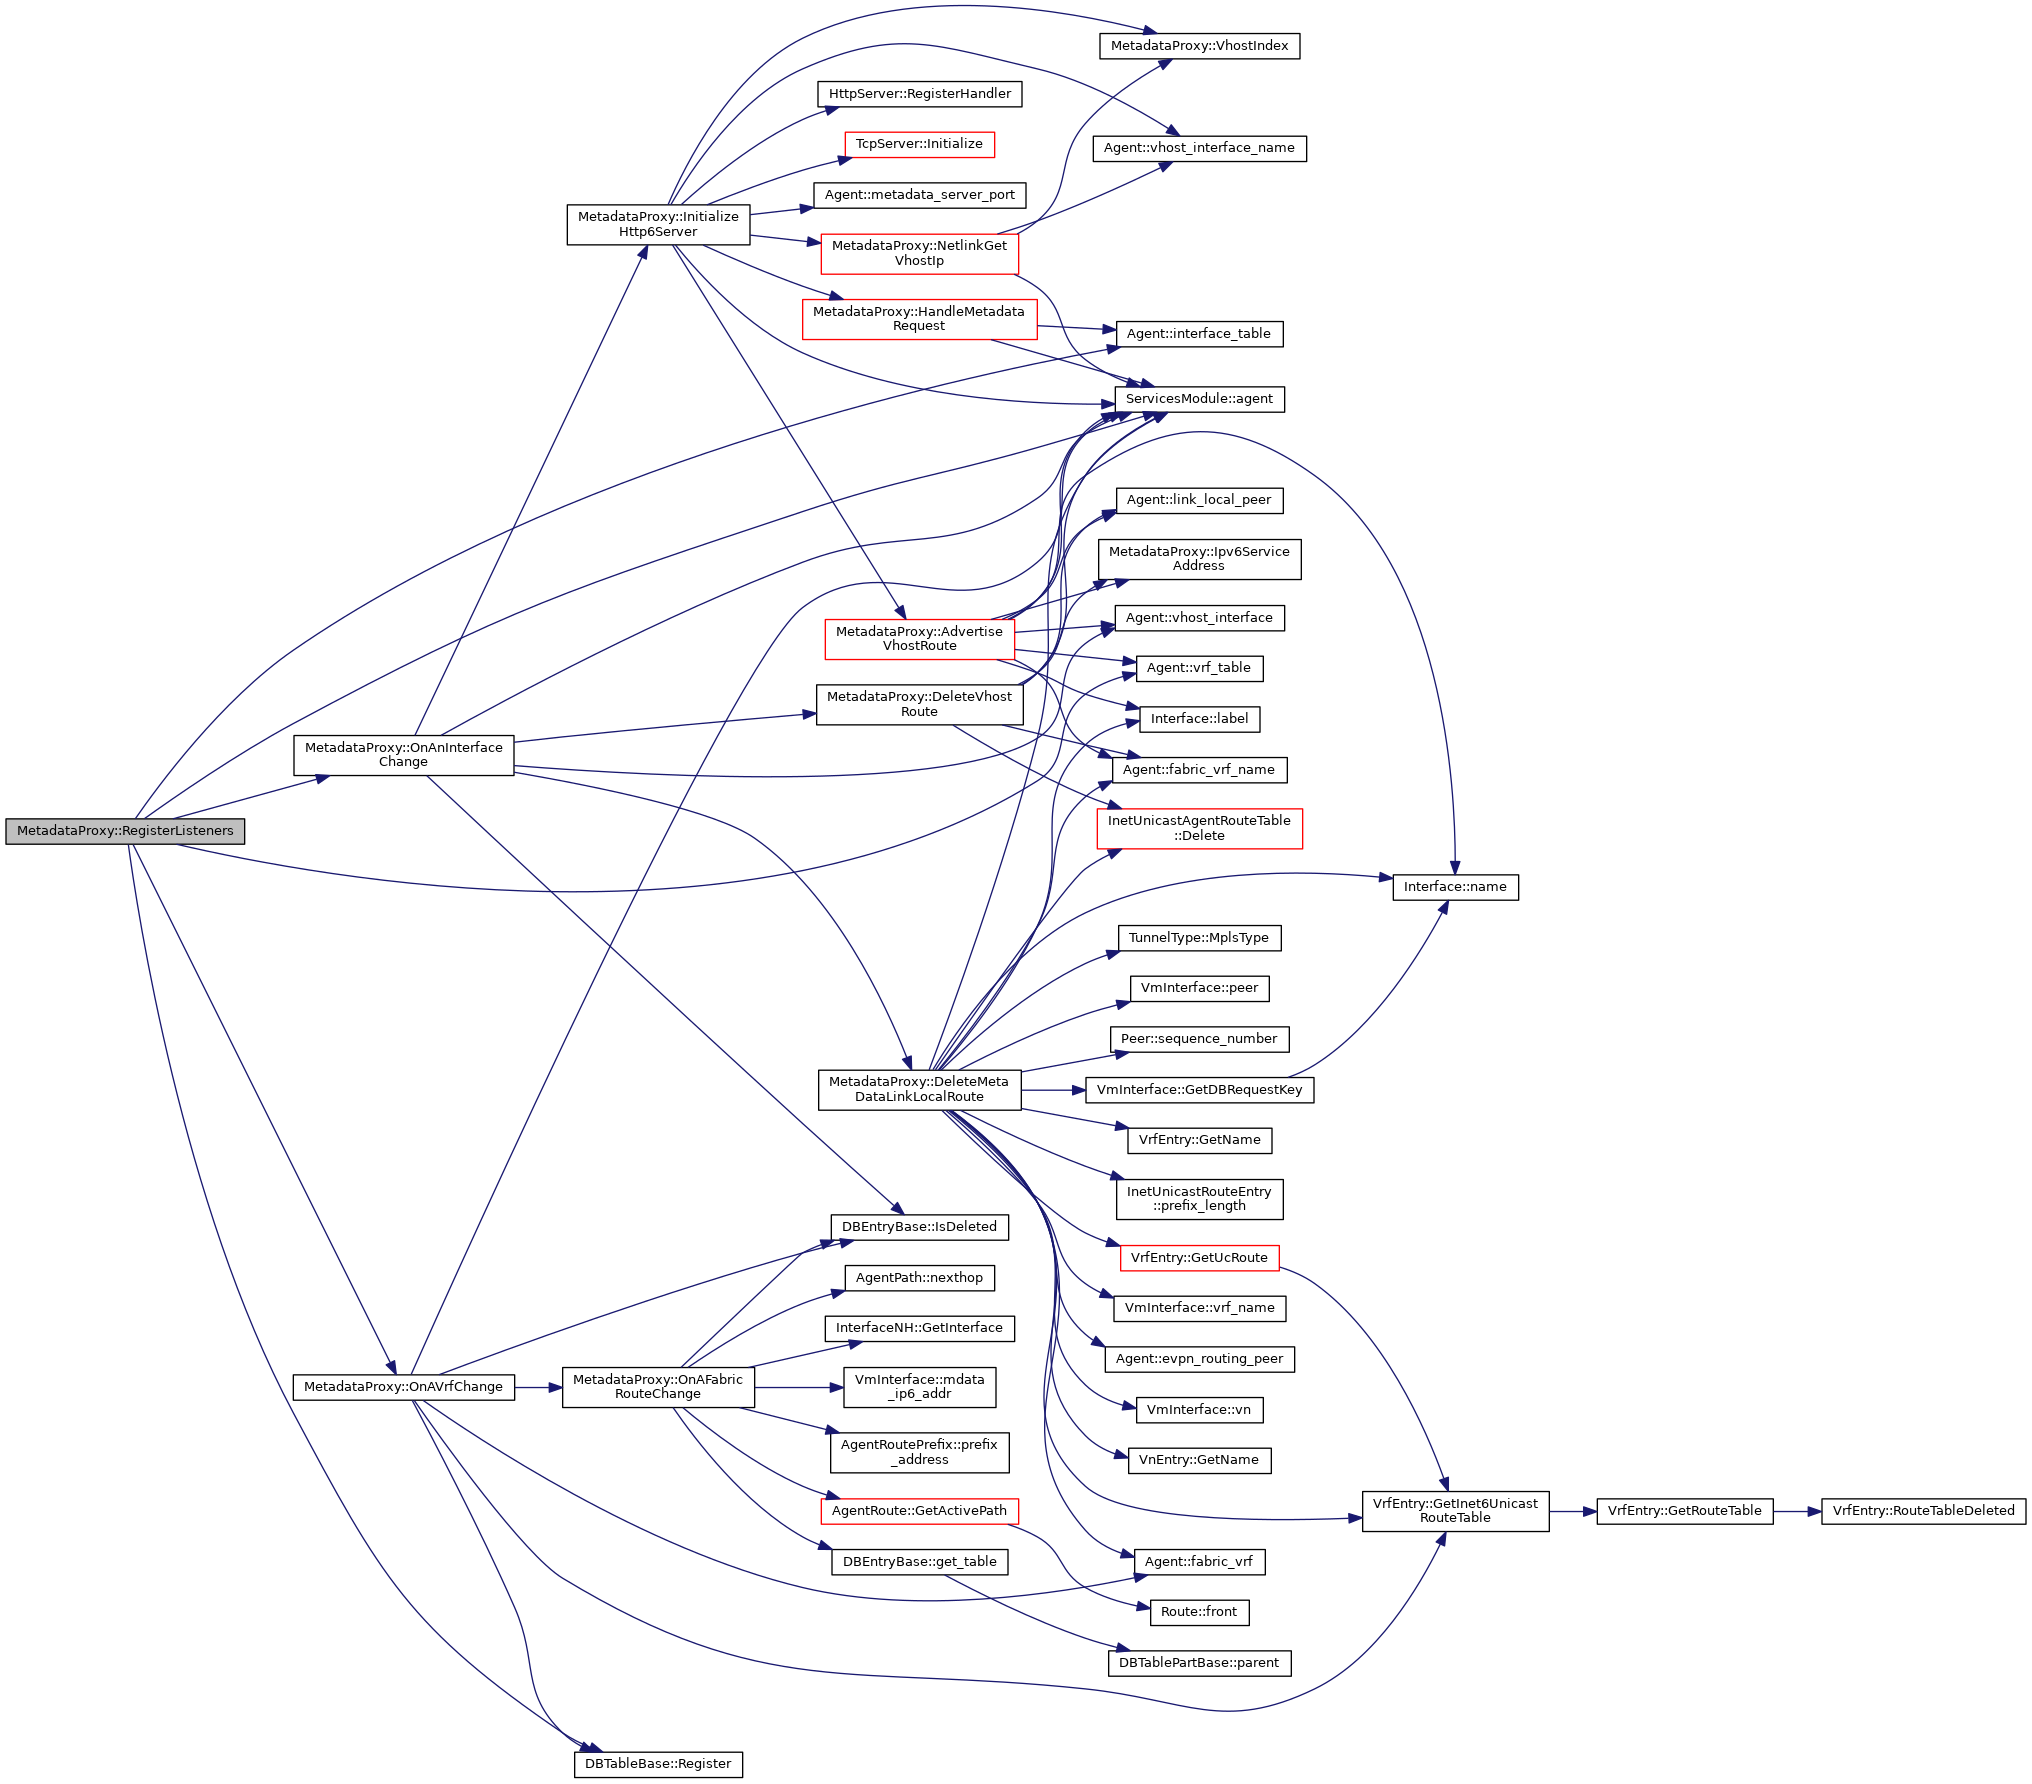 MetadataProxy::RegisterListeners
MetadataProxy::OnAnInterface
Change
MetadataProxy::OnAVrfChange
MetadataProxy::Initialize
Http6Server
MetadataProxy::OnAFabric
RouteChange
DBTableBase::Register
HttpServer::RegisterHandler
TcpServer::Initialize
Agent::metadata_server_port
MetadataProxy::NetlinkGet
VhostIp
MetadataProxy::HandleMetadata
Request
MetadataProxy::Advertise
VhostRoute
MetadataProxy::DeleteVhost
Route
MetadataProxy::DeleteMeta
DataLinkLocalRoute
DBEntryBase::IsDeleted
AgentPath::nexthop
InterfaceNH::GetInterface
VmInterface::mdata
_ip6_addr
AgentRoutePrefix::prefix
_address
AgentRoute::GetActivePath
DBEntryBase::get_table
MetadataProxy::VhostIndex
Agent::vhost_interface_name
Agent::interface_table
ServicesModule::agent
Agent::link_local_peer
MetadataProxy::Ipv6Service
Address
Agent::vhost_interface
Agent::vrf_table
Interface::label
Agent::fabric_vrf_name
InetUnicastAgentRouteTable
::Delete
TunnelType::MplsType
VmInterface::peer
Peer::sequence_number
VmInterface::GetDBRequestKey
VrfEntry::GetName
InetUnicastRouteEntry
::prefix_length
VrfEntry::GetUcRoute
VmInterface::vrf_name
Agent::evpn_routing_peer
VmInterface::vn
VnEntry::GetName
Agent::fabric_vrf
Route::front
DBTablePartBase::parent
Interface::name
VrfEntry::GetInet6Unicast
RouteTable
VrfEntry::GetRouteTable
VrfEntry::RouteTableDeleted